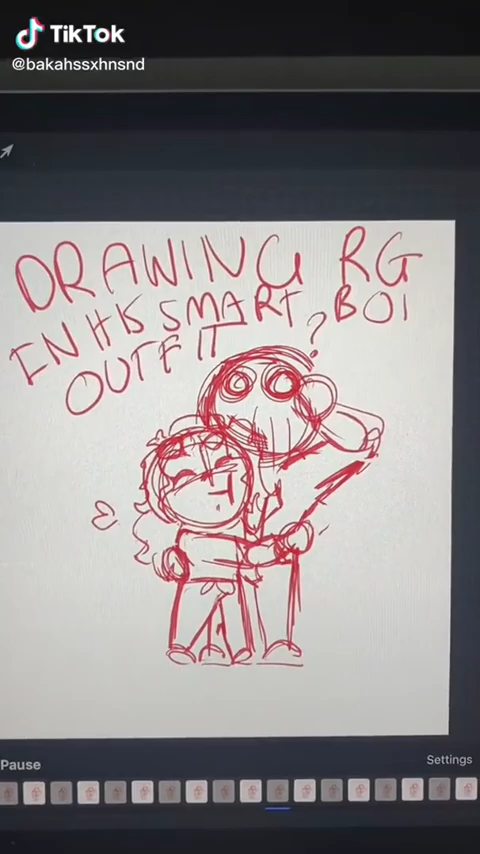 TikTok
@bakahssxhnsnd
DRAWING RG
IN HIS SMART BOI
OUTFIT
?
Pause
Settings